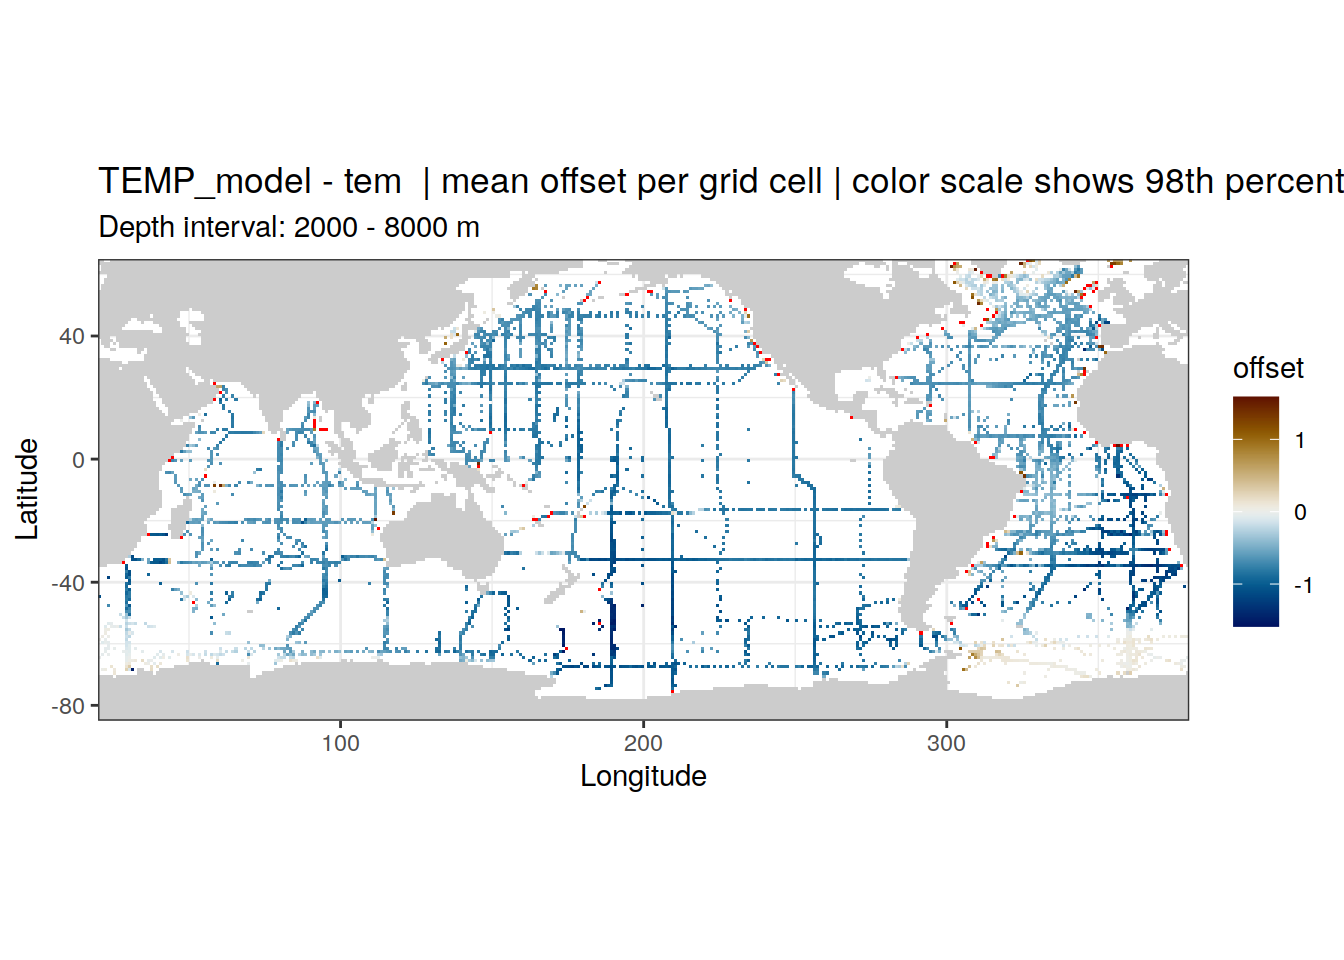 TEMP_model - tem | mean offset per grid cell | color scale shows 98th percent
Depth interval: 2000 - 8000 m
40
0
-40
-80
Latitude
100
200
300
Longitude
offset
1
0
-1